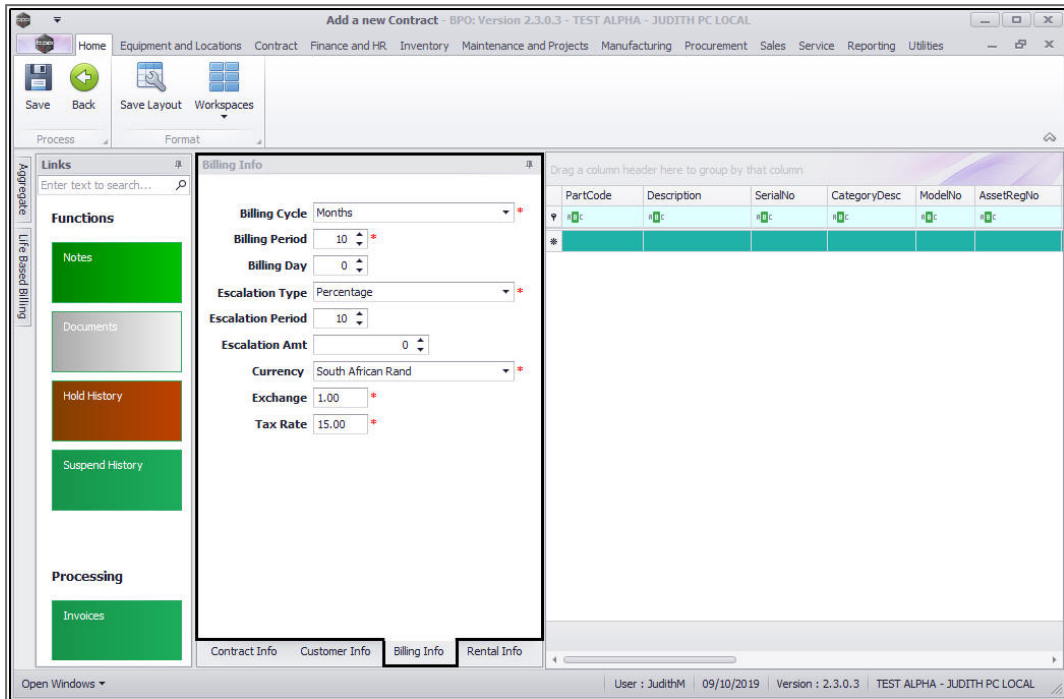 Add a new Contract - BPO: Version 2.3.0.3 - TEST ALPHA - JUDITH PC LOCAL
Home Equipment and Locations Contract Finance and HR Inventory Maintenance and Projects Manufacturing Procurement Sales Service Reporting Utilities
Save Back Save Layout Workspaces
Process Format
Aggregate
Life Based Billing
Links
Enter text to search...
Functions
Notes
Documents
Hold History
Suspend History
Processing
Invoices
Billing Info
Billing Cycle Months *
Billing Period 10 *
Billing Day 0
Escalation Type Percentage *
Escalation Period 10
Escalation Amt 0
Currency South African Rand *
Exchange 1.00 *
Tax Rate 15.00 *
Contract Info Customer Info Billing Info Rental Info
Drag a column header here to group by that column
PartCode Description SerialNo CategoryDesc ModelNo AssetRegNo
Open Windows User : JudithM 09/10/2019 Version : 2.3.0.3 TEST ALPHA - JUDITH PC LOCAL